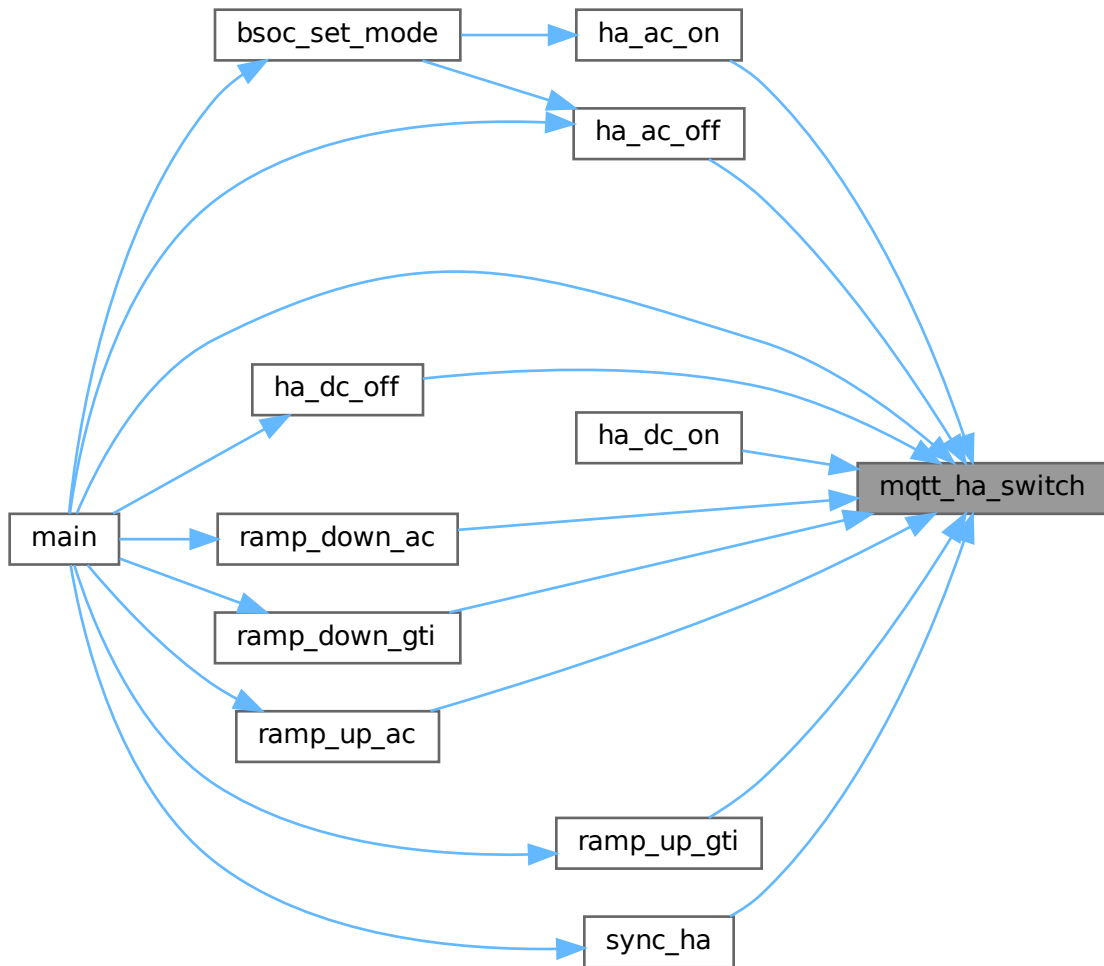 bsoc_set_mode
ha_ac_on
ha_ac_off
ha_dc_off
ha_dc_on
mqtt_ha_switch
main
ramp_down_ac
ramp_down_gti
ramp_up_ac
ramp_up_gti
sync_ha